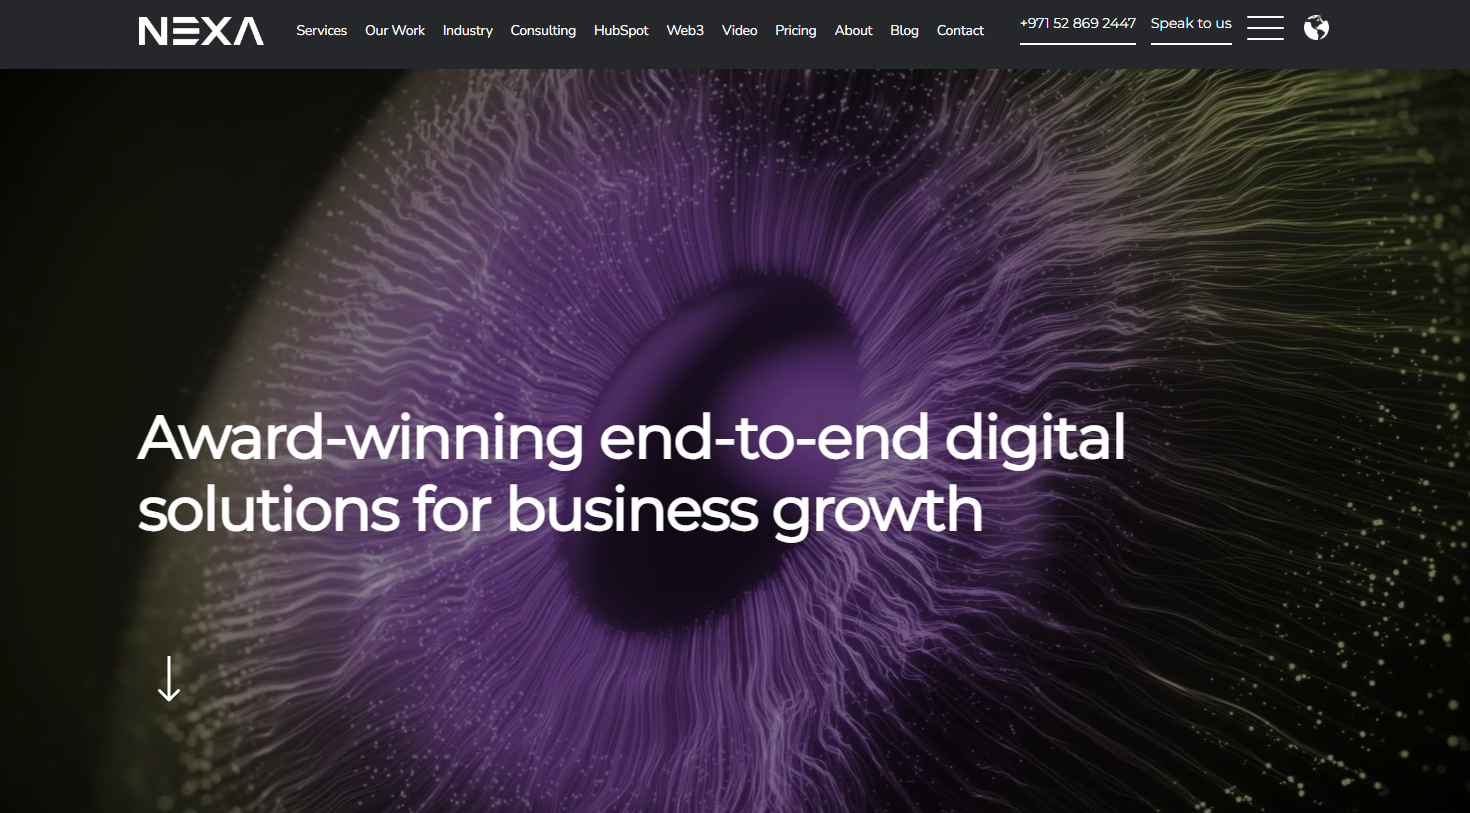 NEXA
Services Our Work Industry Consulting HubSpot Web3 Video Pricing About Blog Contact
+971 52 869 2447 Speak to us
Award-winning end-to-end digital
solutions for business growth